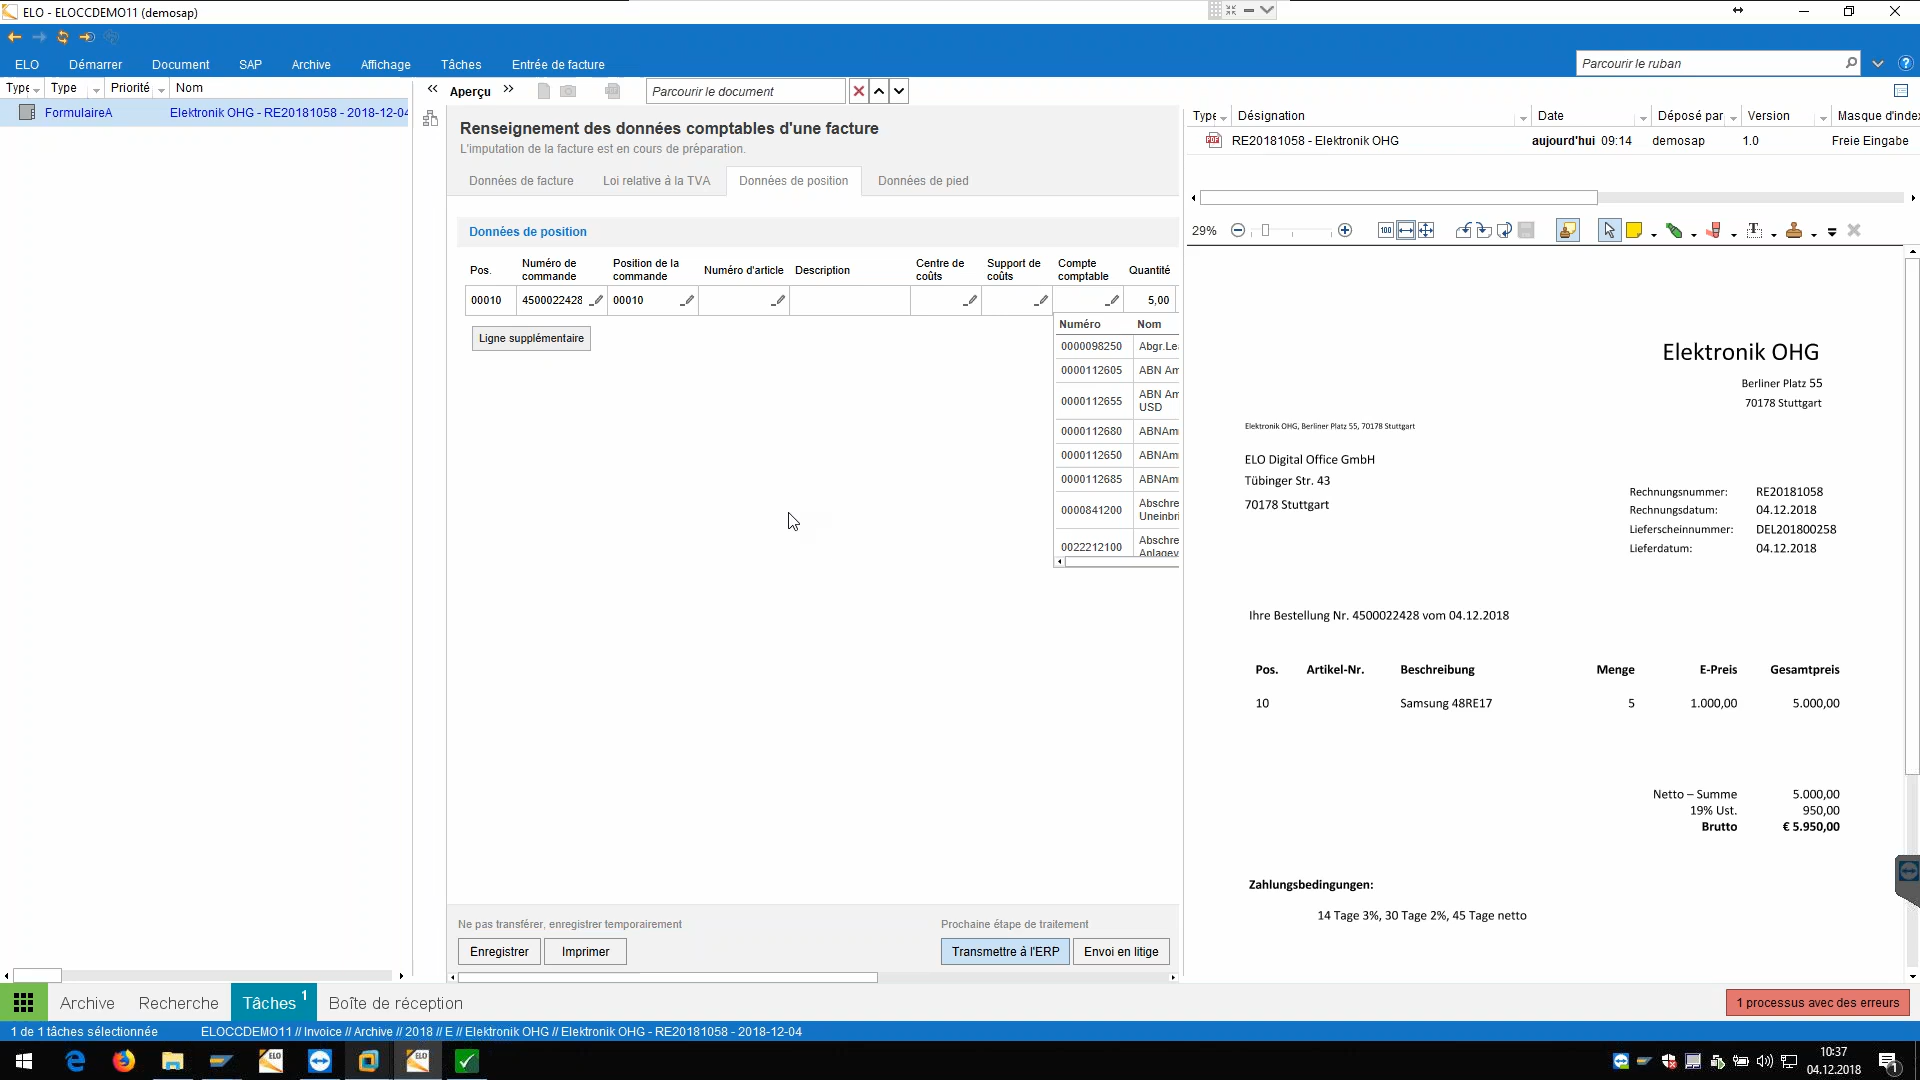 ELO - ELOCCDEMO11 (demosap)
ELO Démarrer Document SAP Archive Affichage Tâches Entrée de facture
Parcourir le ruban
Type Type Priorité Nom
FormulaireA Elektronik OHG - RE20181058 - 2018-12-04
Aperçu
Parcourir le document
Renseignement des données comptables d'une facture
L'imputation de la facture est en cours de préparation.
Données de facture Loi relative à la TVA Données de position Données de pied
Données de position
Pos. Numéro de commande Position de la commande Numéro d'article Description Centre de coûts Support de coûts Compte comptable Quantité
00010 4500022428 00010 5,00
Ligne supplémentaire
Numéro Nom
0000098250 Abgr.Le
0000112605 ABN Am
0000112655 ABN Am
USD
0000112680 ABNAm
0000112650 ABNAm
0000112685 ABNAm
0000841200 Abschre
Uneinbri
0022212100 Abschre
Anlagev
Ne pas transférer, enregistrer temporairement
Enregistrer Imprimer
Prochaine étape de traitement
Transmettre à l'ERP Envoi en litige
Type Désignation Date Déposé par Version Masque d'index
PDF RE20181058 - Elektronik OHG aujourd'hui 09:14 demosap 1.0 Freie Eingabe
29%
100
Elektronik OHG
Berliner Platz 55
70178 Stuttgart
Elektronik OHG, Berliner Platz 55, 70178 Stuttgart
ELO Digital Office GmbH
Tübinger Str. 43
70178 Stuttgart
Rechnungsnummer: RE20181058
Rechnungsdatum: 04.12.2018
Lieferscheinnummer: DEL201800258
Lieferdatum: 04.12.2018
Ihre Bestellung Nr. 4500022428 vom 04.12.2018
Pos. Artikel-Nr. Beschreibung Menge E-Preis Gesamtpreis
10 Samsung 48RE17 5 1.000,00 5.000,00
Netto – Summe 5.000,00
19% Ust. 950,00
Brutto € 5.950,00
Zahlungsbedingungen:
14 Tage 3%, 30 Tage 2%, 45 Tage netto
Archive Recherche Tâches 1 Boîte de réception
1 processus avec des erreurs
1 de 1 tâches sélectionnée ELOCCDEMO11 // Invoice // Archive // 2018 // E // Elektronik OHG // Elektronik OHG - RE20181058 - 2018-12-04
ELO
ELO
10:37
04.12.2018
1